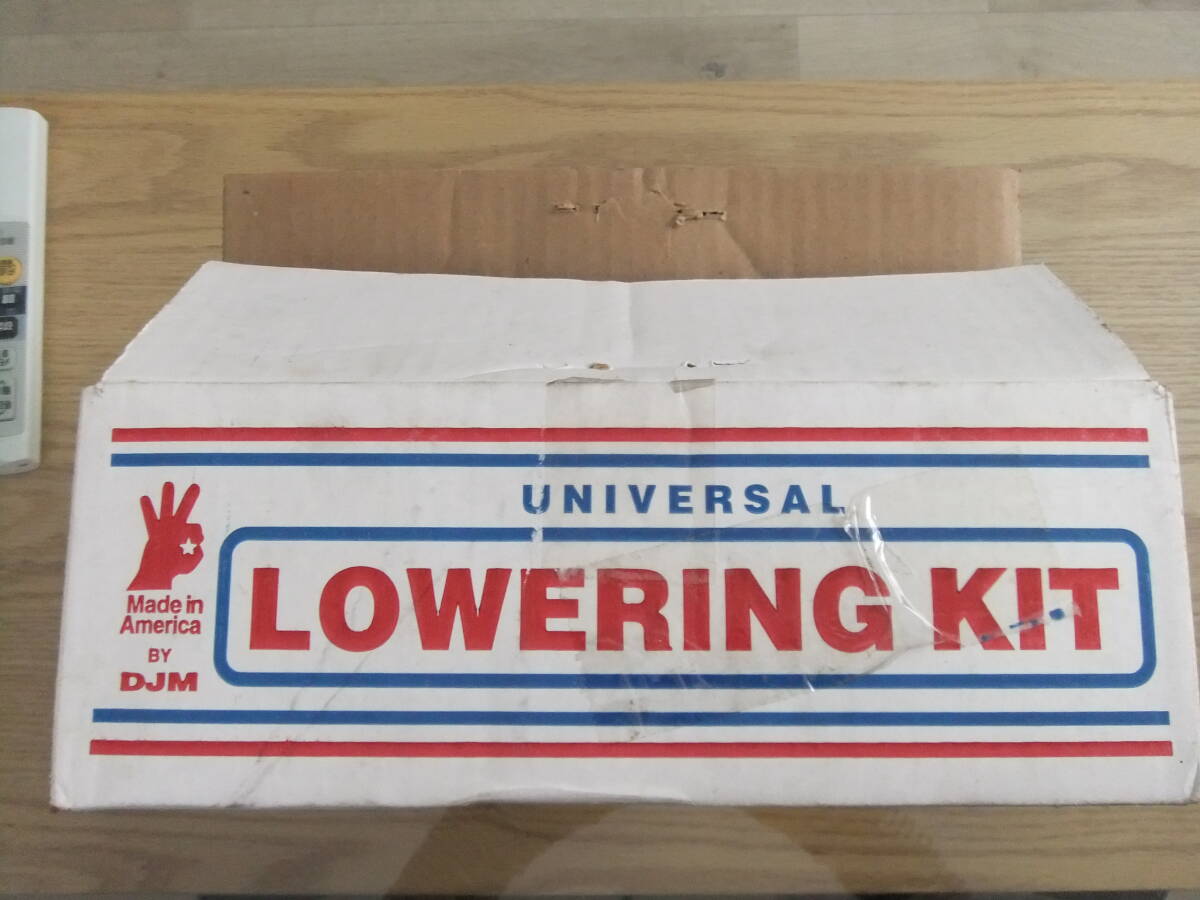 UNIVERSAL
LOWERING KIT
Made in
America
BY
DJM